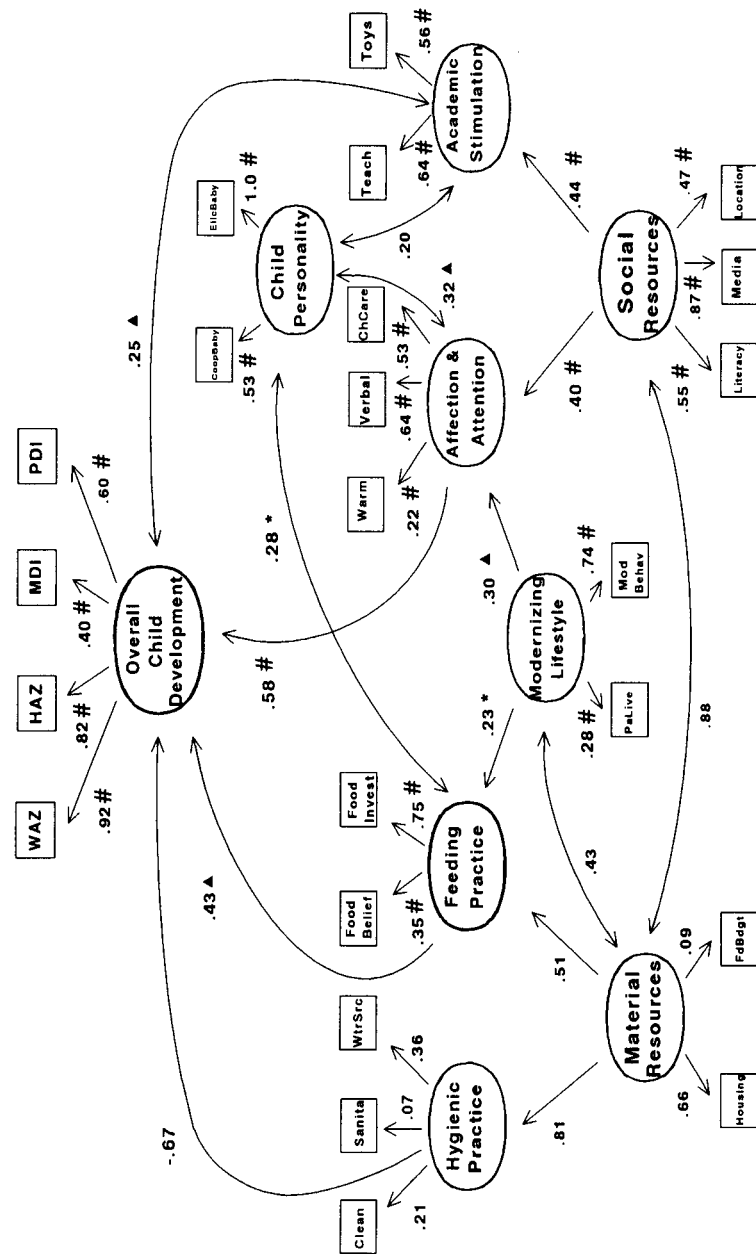 WAZ
HAZ
MDI
PDI
.92 #
.82 #
.40 #
.60 #
Overall
Child
Development
-.67
.43 ▲
.58 #
.28 *
.25 ▲
CoopBaby
ElicBaby
.53 #
1.0 #
Child
Personality
.32 ▲
.20
Clean
Sanita
WtrSrc
.21
.07
.36
Hygienic
Practice
Food
Belief
Food
Invest
.35 #
.75 #
Feeding
Practice
Warm
Verbal
ChCare
.22 #
.64 #
.53 #
Affection &
Attention
Teach
Toys
.64 #
.56 #
Academic
Stimulation
.81
.51
.23 *
.30 ▲
.40 #
.44 #
Modernizing
Lifestyle
.28 #
.74 #
PaLive
Mod
Behav
.43
.88
Material
Resources
.66
.09
Housing
FdBdgt
Social
Resources
.55 #
.87 #
.47 #
Literacy
Media
Location